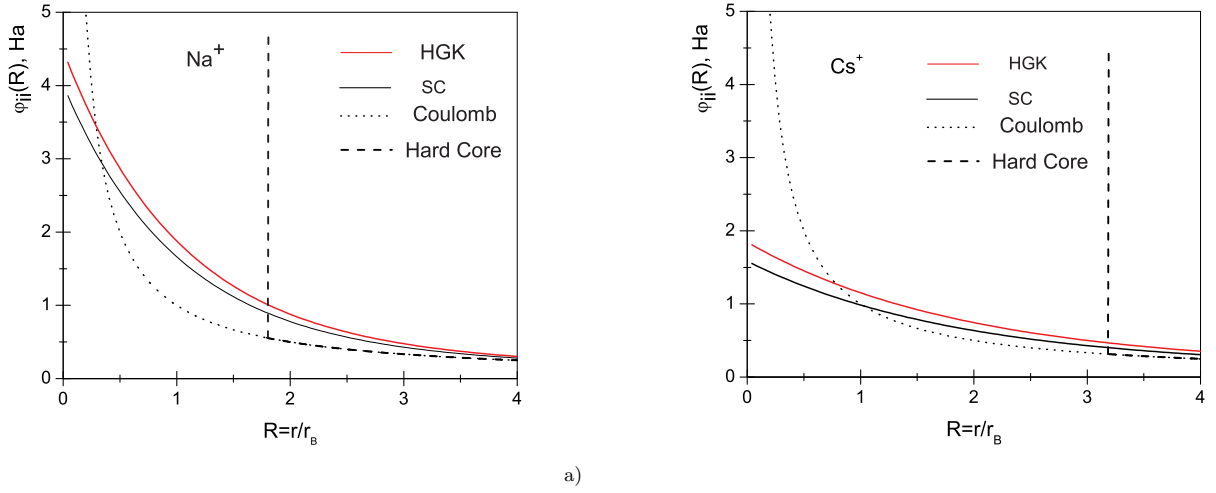 5
4
3
2
1
0
φii(R), Ha
Na+
HGK
SC
Coulomb
Hard Core
0 1 2 3 4
R=r/rB
5
4
3
2
1
0
φii(R), Ha
Cs+
HGK
SC
Coulomb
Hard Core
0 1 2 3 4
R=r/rB
a)